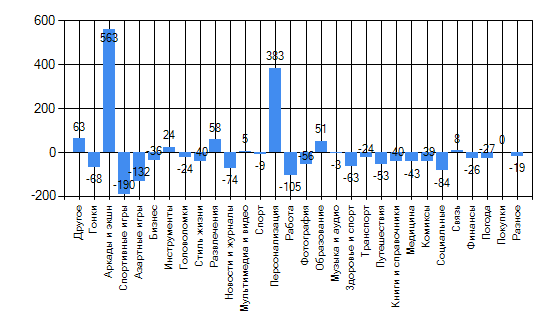 600
400
200
0
-200
63
-68
563
-190
-132
-36
24
-24
-40
58
-74
5
-9
383
-105
-56
51
-3
-63
-24
-53
-40
-43
-39
-84
8
-26
-27
0
-19
Другое
Гонки
Аркады и экшн
Спортивные игры
Азартные игры
Бизнес
Инструменты
Головоломки
Стиль жизни
Развлечения
Новости и журналы
Мультимедиа и видео
Спорт
Персонализация
Работа
Фотография
Образование
Музыка и аудио
Здоровье и спорт
Транспорт
Путешествия
Книги и справочники
Медицина
Комиксы
Социальные
Связь
Финансы
Погода
Покупки
Разное